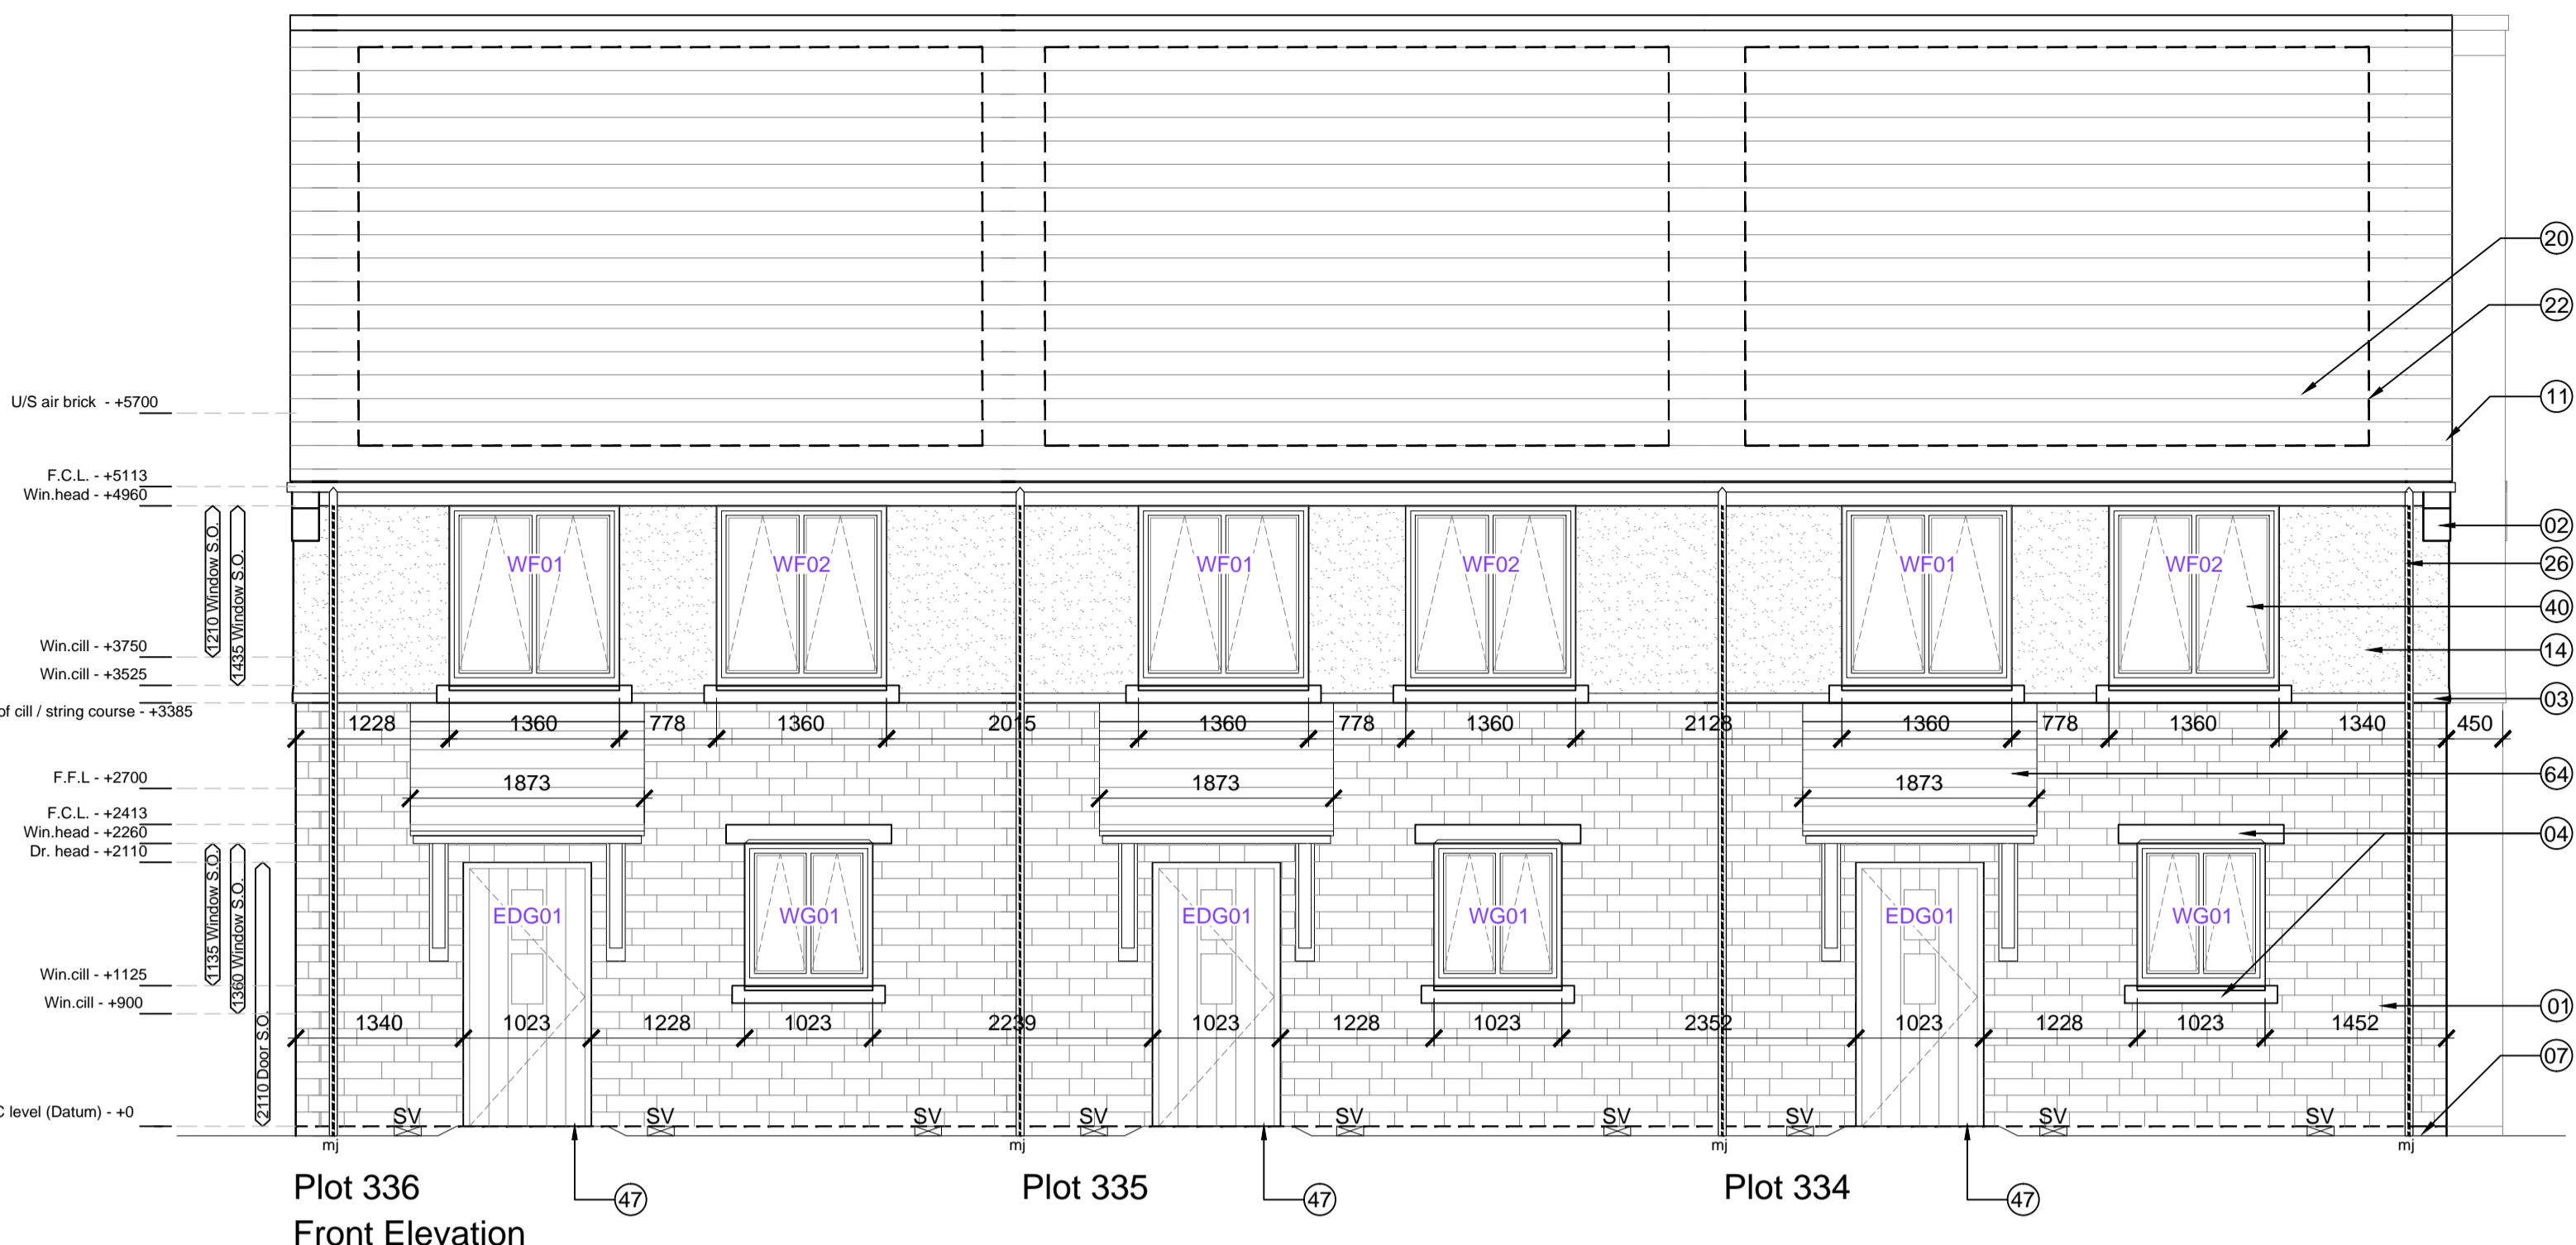 20
22
U/S air brick - +5700
11
F.C.L. - +5113
Win.head - +4960
02
26
WF01 WF02 WF01 WF02 WF01 WF02
1210 Window S.O.
1435 Window S.O.
40
Win.cill - +3750
14
Win.cill - +3525
03
of cill / string course - +3385
1228 1360 778 1360 2015 1360 778 1360 2128 1360 778 1360 1340 450
F.F.L - +2700
64
1873 1873 1873
F.C.L. - +2413
Win.head - +2260
04
Dr. head - +2110
1135 Window S.O.
1360 Window S.O.
2110 Door S.O.
EDG01 WG01 EDG01 WG01 EDG01 WG01
Win.cill - +1125
Win.cill - +900
01
1340 1023 1228 1023 2239 1023 1228 1023 2352 1023 1228 1023 1452
07
C level (Datum) - +0
SV SV SV SV SV SV SV SV SV
mj mj mj mj
Plot 336 Plot 335 Plot 334
47 47 47
Front Elevation